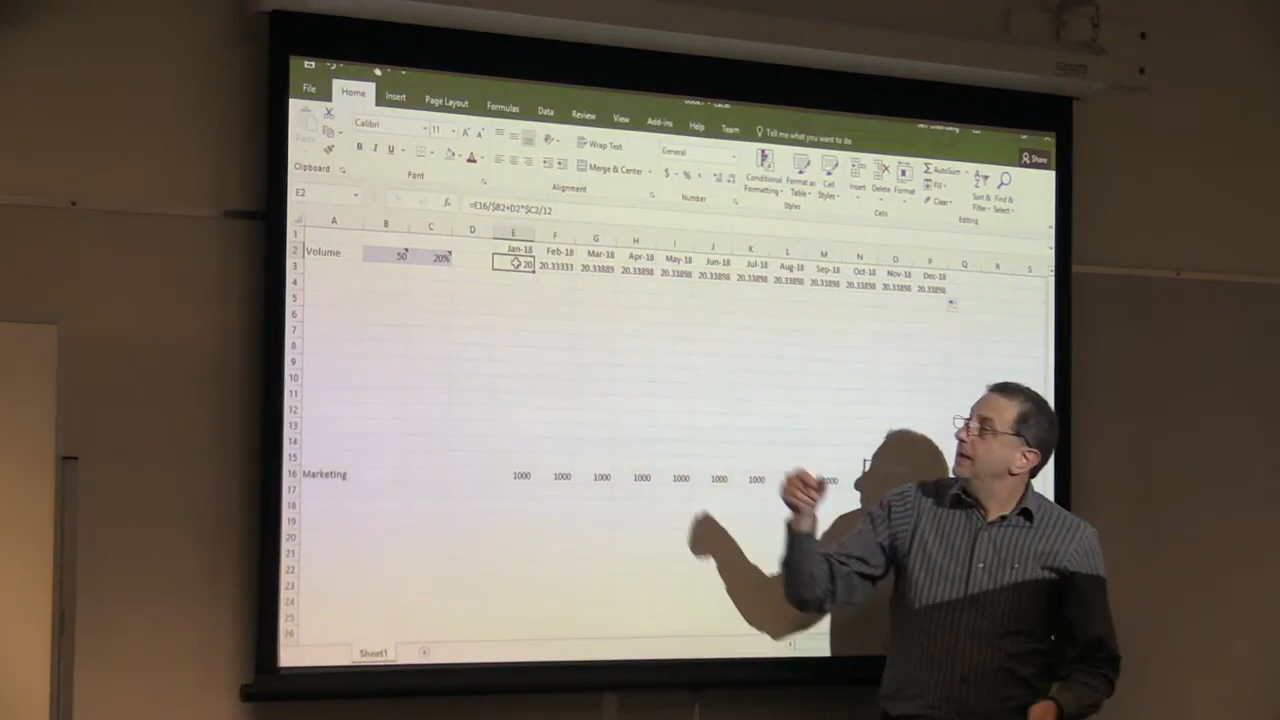 File Home Insert Page Layout Formulas Data Review View Add-ins Help Team Tell me what you want to do
Share
Paste
Clipboard
Calibri 11
B I U
Font
Wrap Text
Merge & Center
Alignment
General
$ % ,
Number
Conditional Formatting
Format as Table
Cell Styles
Styles
Insert Delete Format
Cells
AutoSum
Fill
Clear
Sort & Filter
Find & Select
Editing
E2 fx =E16/$B2+D2*$C2/12
A B C D E F G H I J K L M N O P Q R S
1 Jan-18 Feb-18 Mar-18 Apr-18 May-18 Jun-18 Jul-18 Aug-18 Sep-18 Oct-18 Nov-18 Dec-18
2 Volume 50 20% 20 20.33333 20.33889 20.33898 20.33898 20.33898 20.33898 20.33898 20.33898 20.33898 20.33898 20.33898
3
4
5
6
7
8
9
10
11
12
13
14
15
16 Marketing 1000 1000 1000 1000 1000 1000 1000
17
18
19
20
21
22
23
24
25
26
Sheet1